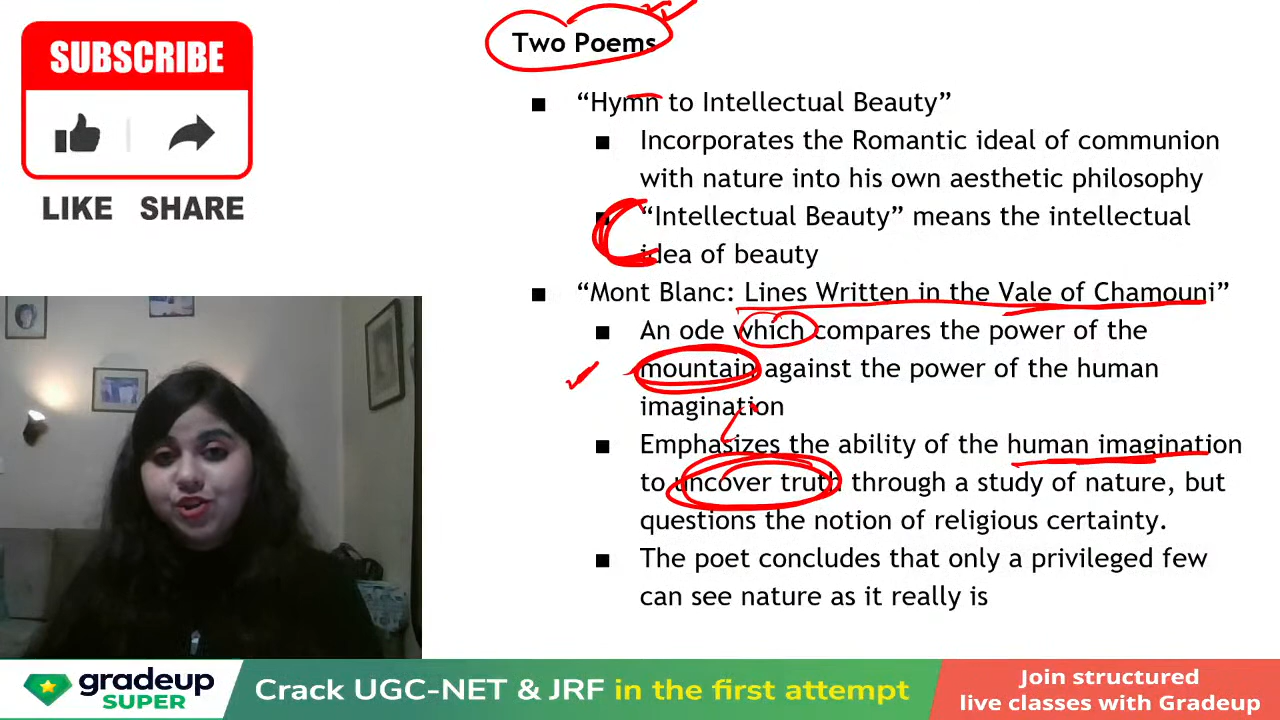 SUBSCRIBE
LIKE SHARE
Two Poems
■ “Hymn to Intellectual Beauty”
■ Incorporates the Romantic ideal of communion
with nature into his own aesthetic philosophy
■ “Intellectual Beauty” means the intellectual
idea of beauty
■ “Mont Blanc: Lines Written in the Vale of Chamouni”
■ An ode which compares the power of the
mountain against the power of the human
imagination
■ Emphasizes the ability of the human imagination
to uncover truth through a study of nature, but
questions the notion of religious certainty.
■ The poet concludes that only a privileged few
can see nature as it really is
gradeup
SUPER
Crack UGC-NET & JRF in the first attempt
Join structured
live classes with Gradeup